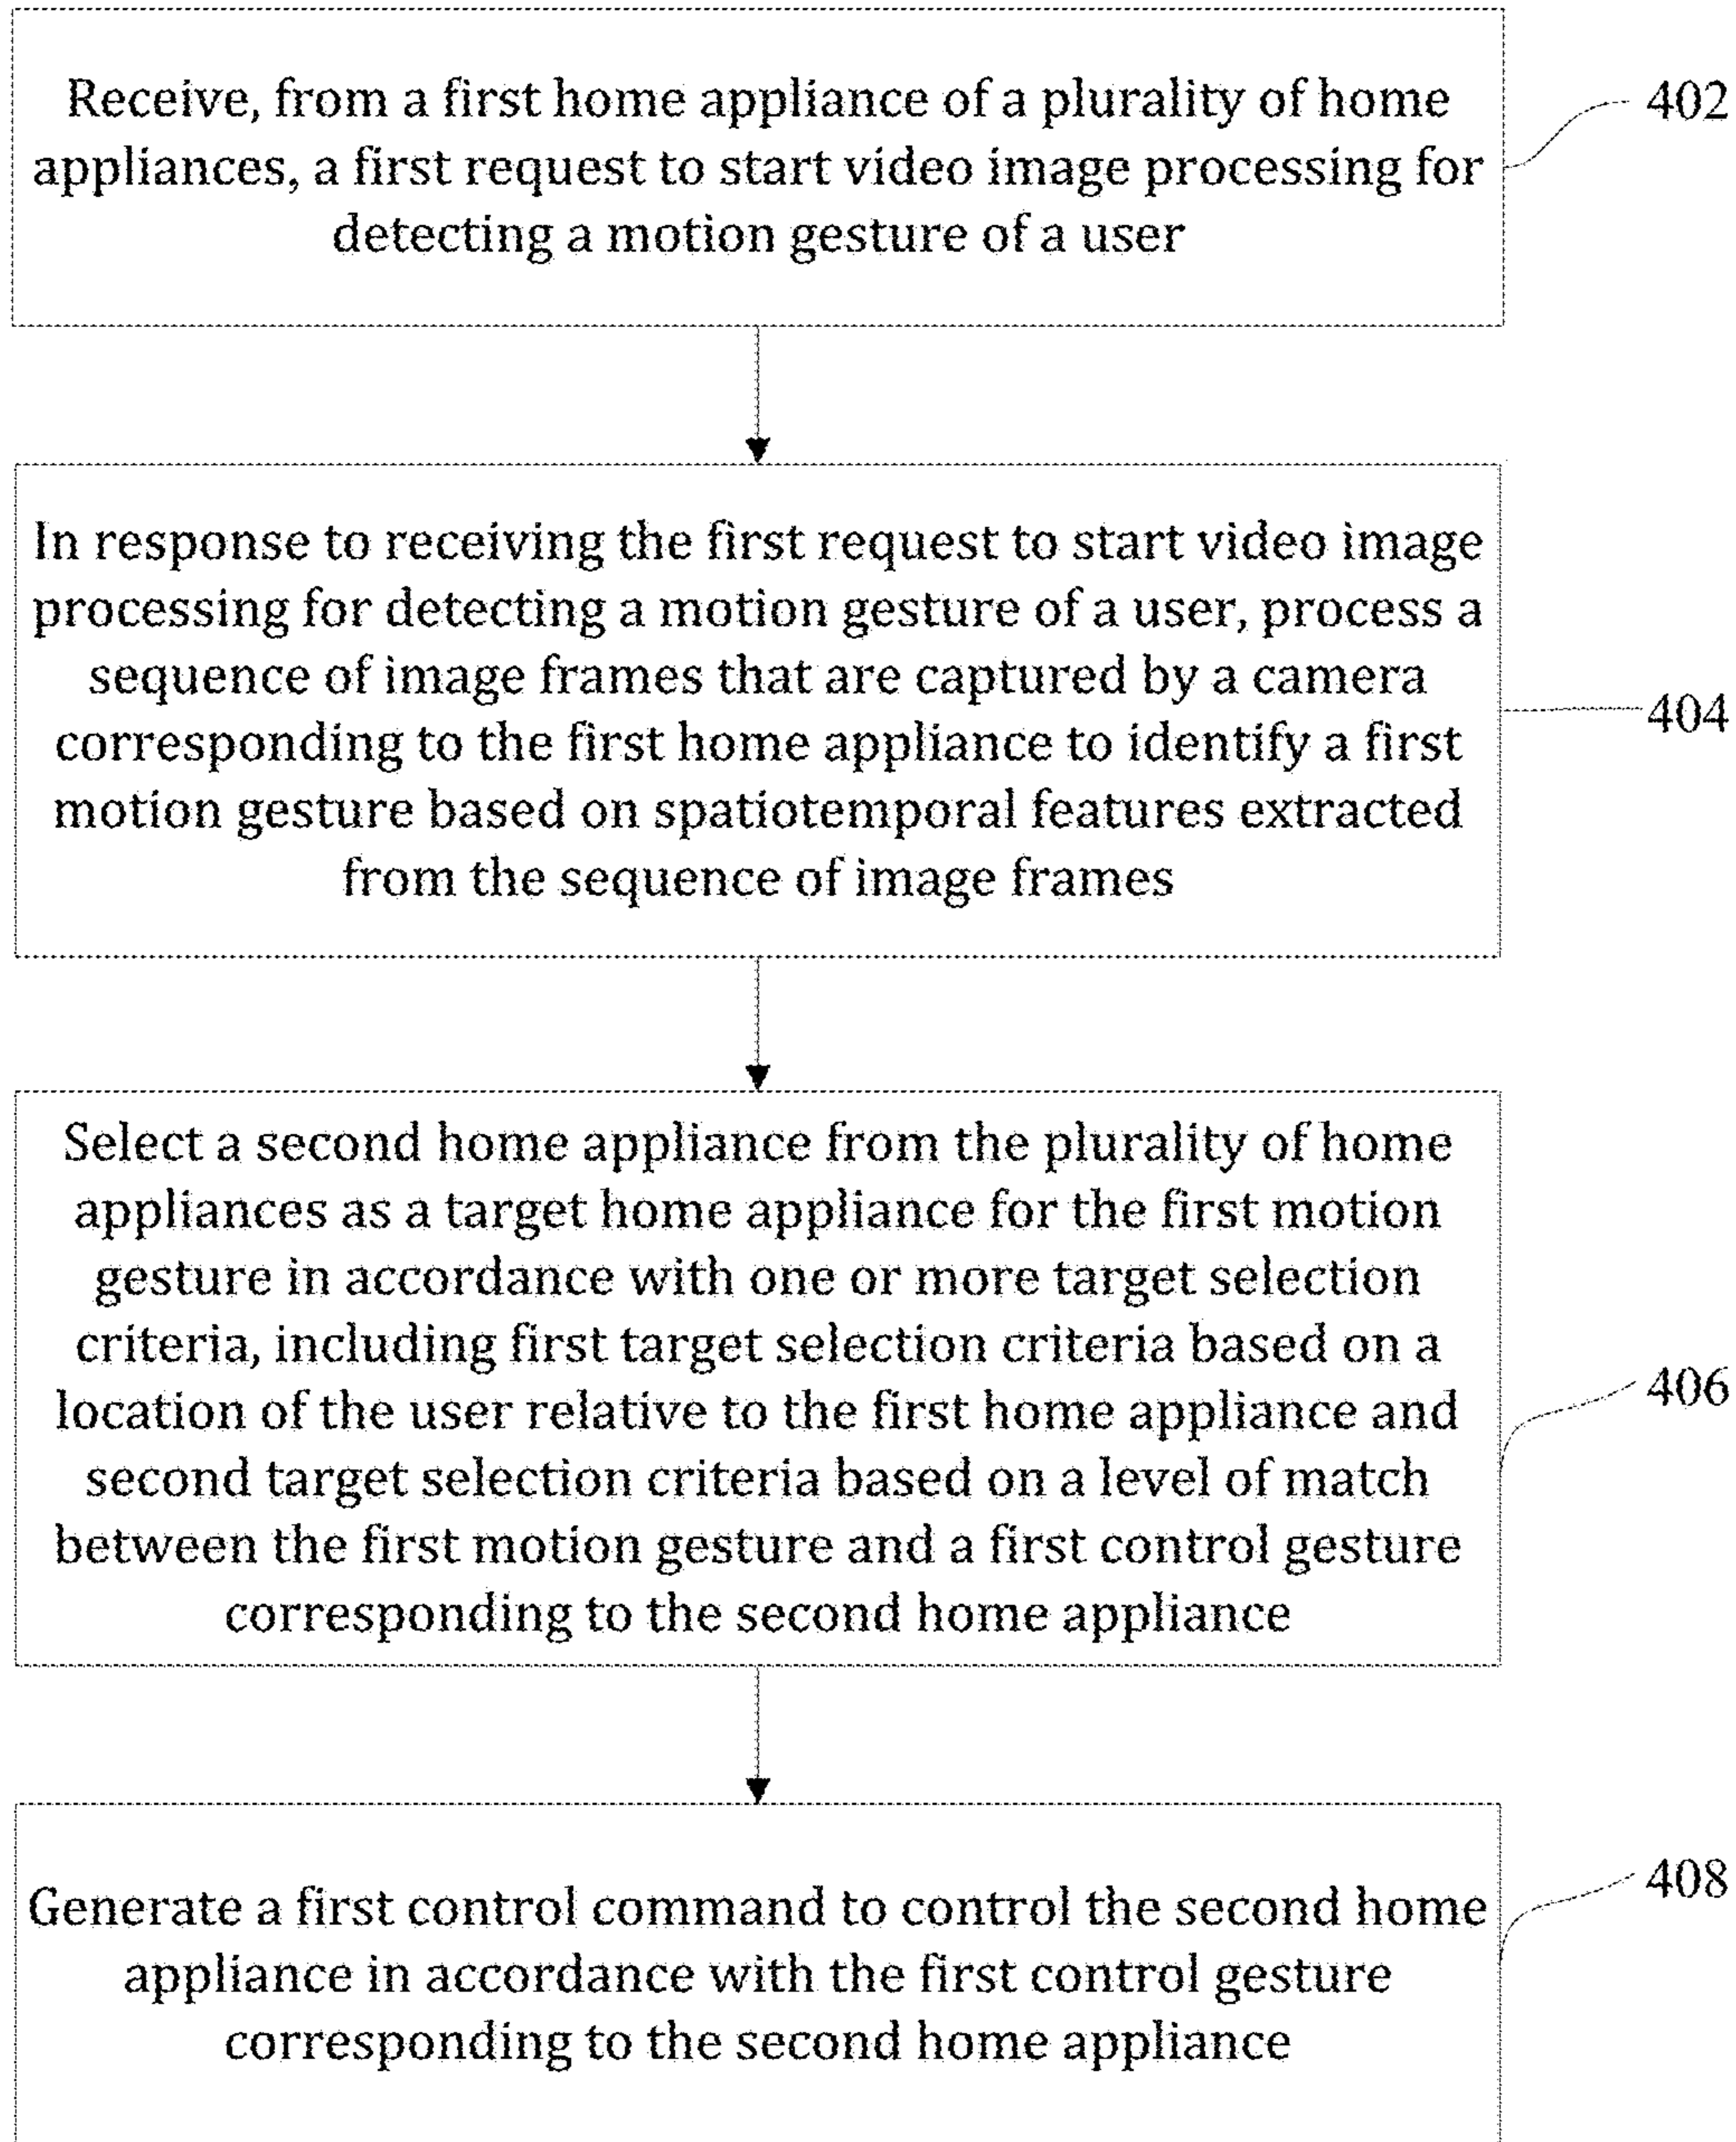 Receive, from a first home appliance of a plurality of home
appliances, a first request to start video image processing for
detecting a motion gesture of a user
402
In response to receiving the first request to start video image
processing for detecting a motion gesture of a user, process a
sequence of image frames that are captured by a camera
corresponding to the first home appliance to identify a first
motion gesture based on spatiotemporal features extracted
from the sequence of image frames
404
Select a second home appliance from the plurality of home
appliances as a target home appliance for the first motion
gesture in accordance with one or more target selection
criteria, including first target selection criteria based on a
location of the user relative to the first home appliance and
second target selection criteria based on a level of match
between the first motion gesture and a first control gesture
corresponding to the second home appliance
406
Generate a first control command to control the second home
appliance in accordance with the first control gesture
corresponding to the second home appliance
408